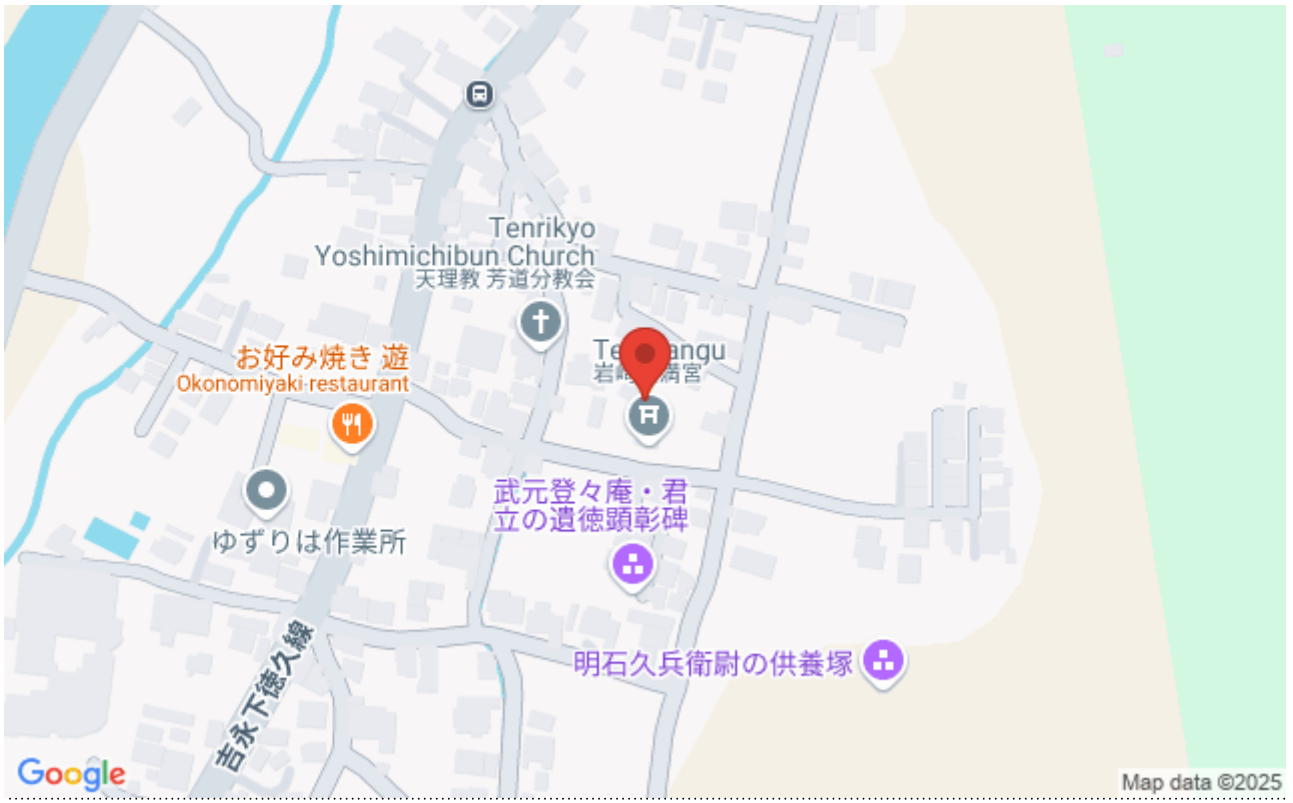 Tenrikyo
Yoshimichibun Church
天理教 芳道分教会
お好み焼き 遊
Okonomiyaki restaurant
ゆずりは作業所
武元登々庵・君
立の遺徳顕彰碑
明石久兵衛尉の供養塚
吉永下徳久線
Google
Map data ©2025